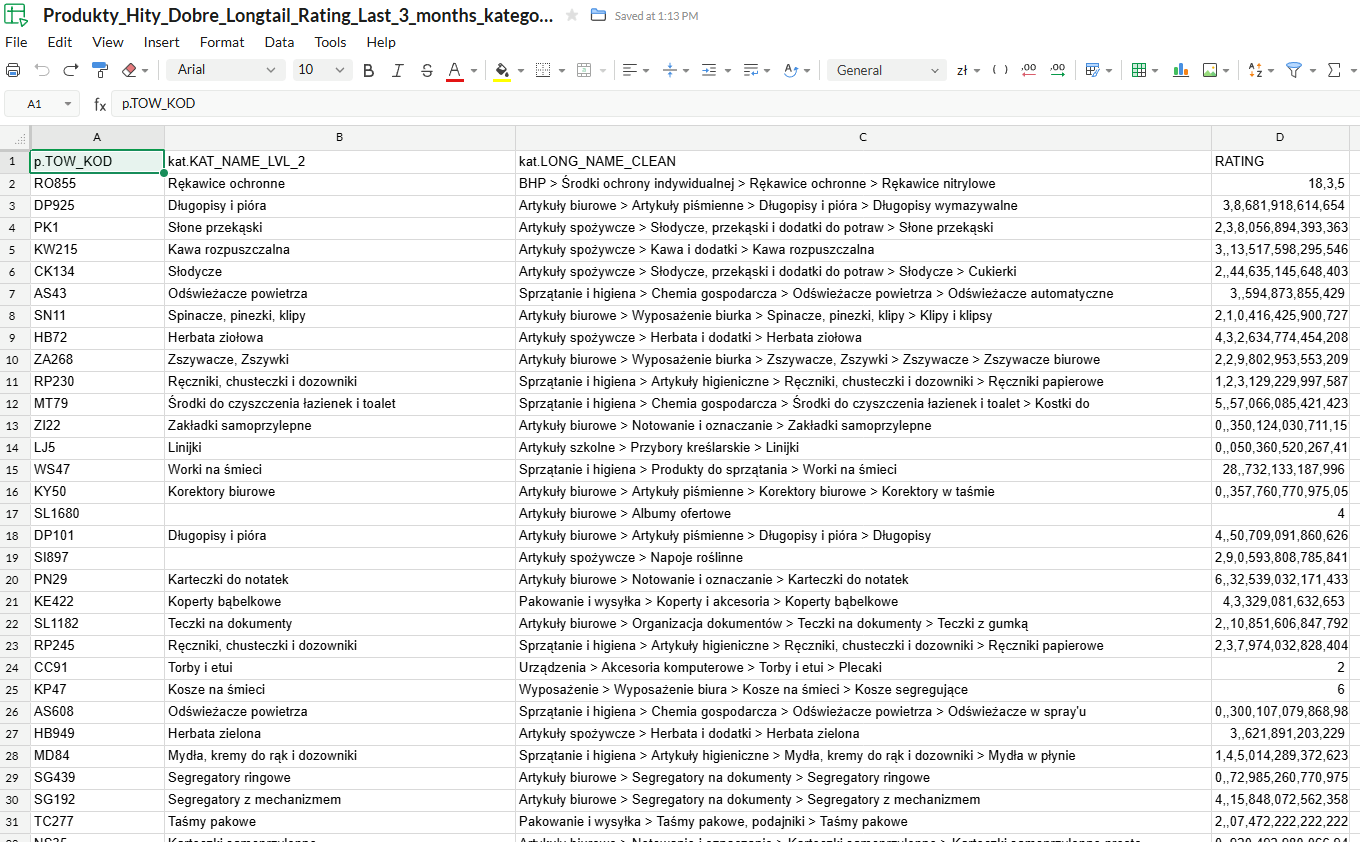 Produkty_Hity_Dobre_Longtail_Rating_Last_3_months_katego... Saved at 1:13 PM
File Edit View Insert Format Data Tools Help
Arial 10 B I S A General zł ( ) .00 .00
A1 fx p.TOW_KOD
A B C D
1 p.TOW_KOD kat.KAT_NAME_LVL_2 kat.LONG_NAME_CLEAN RATING
2 RO855 Rękawice ochronne BHP > Środki ochrony indywidualnej > Rękawice ochronne > Rękawice nitrylowe 18,3,5
3 DP925 Długopisy i pióra Artykuły biurowe > Artykuły piśmienne > Długopisy i pióra > Długopisy wymazywalne 3,8,681,918,614,654
4 PK1 Słone przekąski Artykuły spożywcze > Słodycze, przekąski i dodatki do potraw > Słone przekąski 2,3,8,056,894,393,363
5 KW215 Kawa rozpuszczalna Artykuły spożywcze > Kawa i dodatki > Kawa rozpuszczalna 3,,13,517,598,295,546
6 CK134 Słodycze Artykuły spożywcze > Słodycze, przekąski i dodatki do potraw > Słodycze > Cukierki 2,,44,635,145,648,403
7 AS43 Odświeżacze powietrza Sprzątanie i higiena > Chemia gospodarcza > Odświeżacze powietrza > Odświeżacze automatyczne 3,,594,873,855,429
8 SN11 Spinacze, pinezki, klipy Artykuły biurowe > Wyposażenie biurka > Spinacze, pinezki, klipy > Klipy i klipsy 2,1,0,416,425,900,727
9 HB72 Herbata ziołowa Artykuły spożywcze > Herbata i dodatki > Herbata ziołowa 4,3,2,634,774,454,208
10 ZA268 Zszywacze, Zszywki Artykuły biurowe > Wyposażenie biurka > Zszywacze, Zszywki > Zszywacze > Zszywacze biurowe 2,2,9,802,953,553,209
11 RP230 Ręczniki, chusteczki i dozowniki Sprzątanie i higiena > Artykuły higieniczne > Ręczniki, chusteczki i dozowniki > Ręczniki papierowe 1,2,3,129,229,997,587
12 MT79 Środki do czyszczenia łazienek i toalet Sprzątanie i higiena > Chemia gospodarcza > Środki do czyszczenia łazienek i toalet > Kostki do 5,,57,066,085,421,423
13 ZI22 Zakładki samoprzylepne Artykuły biurowe > Notowanie i oznaczanie > Zakładki samoprzylepne 0,,350,124,030,711,15
14 LJ5 Linijki Artykuły szkolne > Przybory kreślarskie > Linijki 0,,050,360,520,267,41
15 WS47 Worki na śmieci Sprzątanie i higiena > Produkty do sprzątania > Worki na śmieci 28,,732,133,187,996
16 KY50 Korektory biurowe Artykuły biurowe > Artykuły piśmienne > Korektory biurowe > Korektory w taśmie 0,,357,760,770,975,05
17 SL1680 Artykuły biurowe > Albumy ofertowe 4
18 DP101 Długopisy i pióra Artykuły biurowe > Artykuły piśmienne > Długopisy i pióra > Długopisy 4,,50,709,091,860,626
19 SI897 Artykuły spożywcze > Napoje roślinne 2,9,0,593,808,785,841
20 PN29 Karteczki do notatek Artykuły biurowe > Notowanie i oznaczanie > Karteczki do notatek 6,,32,539,032,171,433
21 KE422 Koperty bąbelkowe Pakowanie i wysyłka > Koperty i akcesoria > Koperty bąbelkowe 4,3,329,081,632,653
22 SL1182 Teczki na dokumenty Artykuły biurowe > Organizacja dokumentów > Teczki na dokumenty > Teczki z gumką 2,,10,851,606,847,792
23 RP245 Ręczniki, chusteczki i dozowniki Sprzątanie i higiena > Artykuły higieniczne > Ręczniki, chusteczki i dozowniki > Ręczniki papierowe 2,3,7,974,032,828,404
24 CC91 Torby i etui Urządzenia > Akcesoria komputerowe > Torby i etui > Plecaki 2
25 KP47 Kosze na śmieci Wyposażenie > Wyposażenie biura > Kosze na śmieci > Kosze segregujące 6
26 AS608 Odświeżacze powietrza Sprzątanie i higiena > Chemia gospodarcza > Odświeżacze powietrza > Odświeżacze w spray'u 0,,300,107,079,868,98
27 HB949 Herbata zielona Artykuły spożywcze > Herbata i dodatki > Herbata zielona 3,,621,891,203,229
28 MD84 Mydła, kremy do rąk i dozowniki Sprzątanie i higiena > Artykuły higieniczne > Mydła, kremy do rąk i dozowniki > Mydła w płynie 1,4,5,014,289,372,623
29 SG439 Segregatory ringowe Artykuły biurowe > Segregatory na dokumenty > Segregatory ringowe 0,,72,985,260,770,975
30 SG192 Segregatory z mechanizmem Artykuły biurowe > Segregatory na dokumenty > Segregatory z mechanizmem 4,,15,848,072,562,358
31 TC277 Taśmy pakowe Pakowanie i wysyłka > Taśmy pakowe, podajniki > Taśmy pakowe 2,,07,472,222,222,222